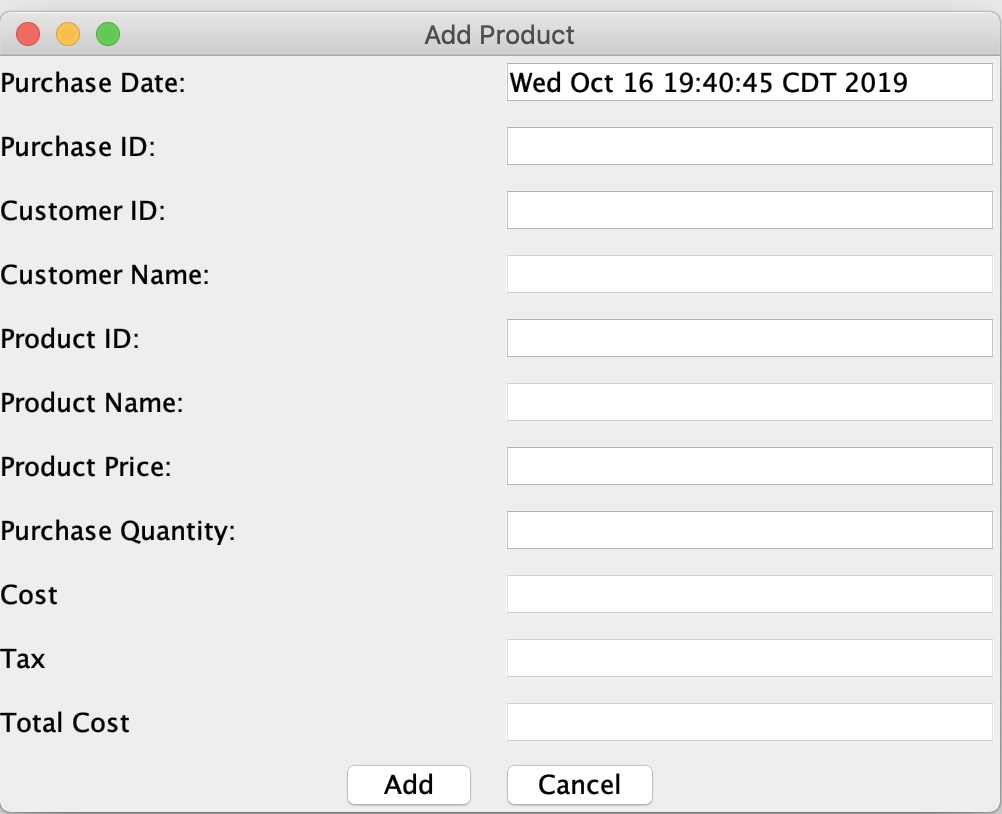 Add Product
Purchase Date: Wed Oct 16 19:40:45 CDT 2019
Purchase ID:
Customer ID:
Customer Name:
Product ID:
Product Name:
Product Price:
Purchase Quantity:
Cost
Tax
Total Cost
Add Cancel